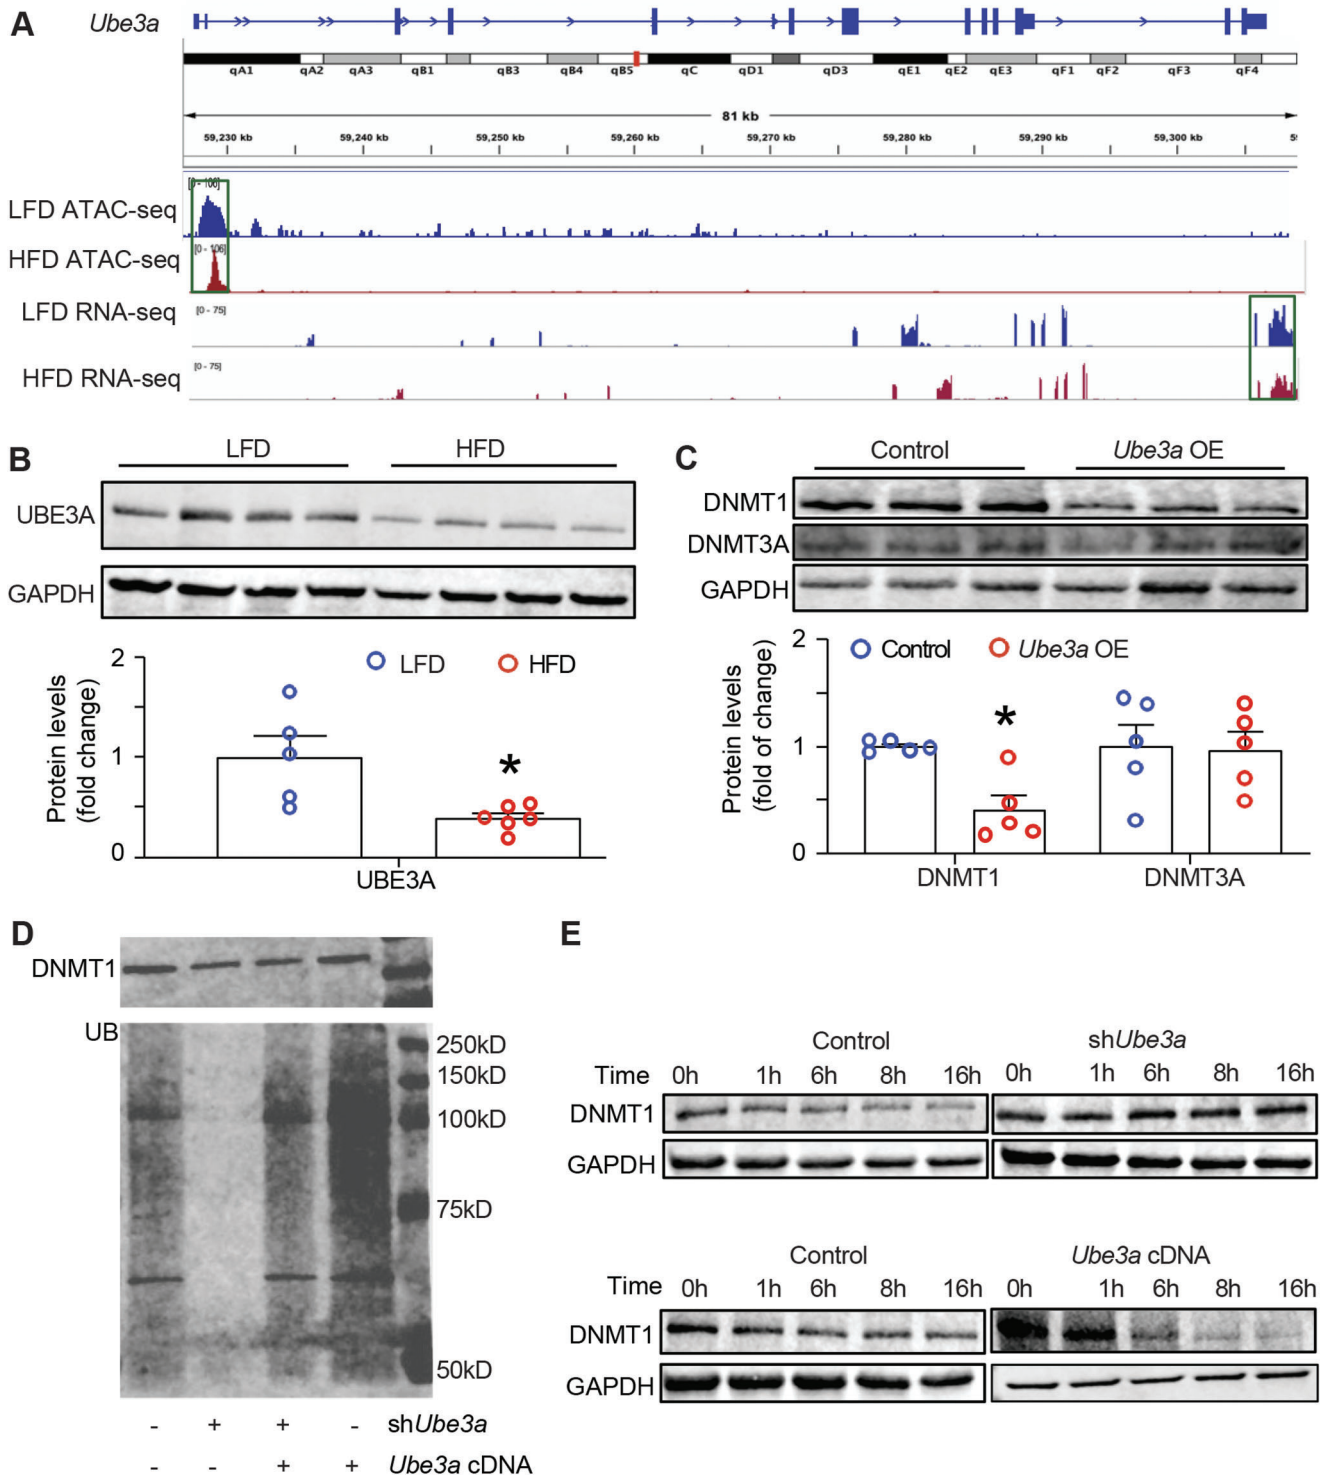 A
Ube3a
qA1 qA2 qA3 qB1 qB3 qB4 qB5 qC qD1 qD3 qE1 qE2 qE3 qF1 qF2 qF3 qF4
81 kb
59,230 kb 59,240 kb 59,250 kb 59,260 kb 59,270 kb 59,280 kb 59,290 kb 59,300 kb
[0 - 106]
LFD ATAC-seq
[0 - 106]
HFD ATAC-seq
LFD RNA-seq [0 - 75]
[0 - 75]
HFD RNA-seq
B
LFD HFD
UBE3A
GAPDH
2
LFD HFD
Protein levels
(fold change)
1
*
0
UBE3A
C
Control Ube3a OE
DNMT1
DNMT3A
GAPDH
2
Control Ube3a OE
Protein levels
(fold of change)
*
1
0
DNMT1 DNMT3A
D
DNMT1
UB
250kD
150kD
100kD
75kD
50kD
- + + - shUbe3a
- - + + Ube3a cDNA
E
Control shUbe3a
Time 0h 1h 6h 8h 16h 0h 1h 6h 8h 16h
DNMT1
GAPDH
Control Ube3a cDNA
Time 0h 1h 6h 8h 16h 0h 1h 6h 8h 16h
DNMT1
GAPDH